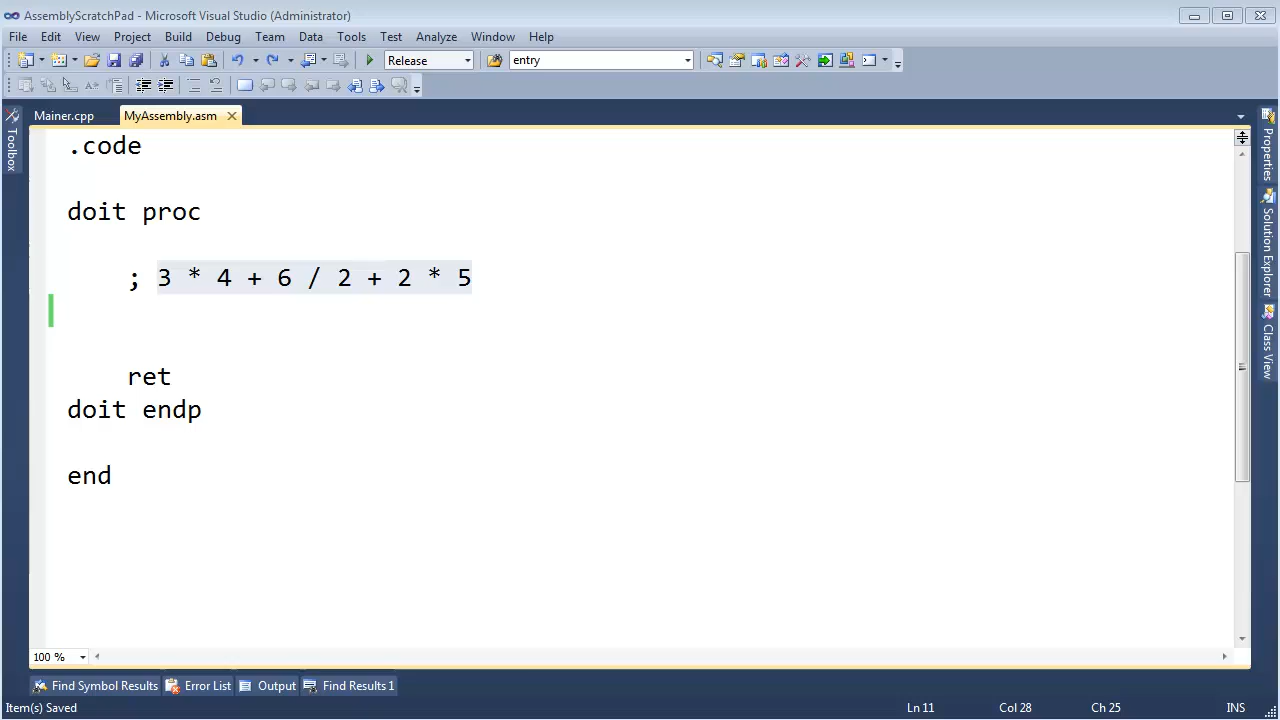 AssemblyScratchPad - Microsoft Visual Studio (Administrator)
File Edit View Project Build Debug Team Data Tools Test Analyze Window Help
Release entry
Mainer.cpp MyAssembly.asm
Toolbox
Properties
Solution Explorer
Class View
.code
doit proc
; 3 * 4 + 6 / 2 + 2 * 5
ret
doit endp
end
100 %
Find Symbol Results Error List Output Find Results 1
Item(s) Saved Ln 11 Col 28 Ch 25 INS